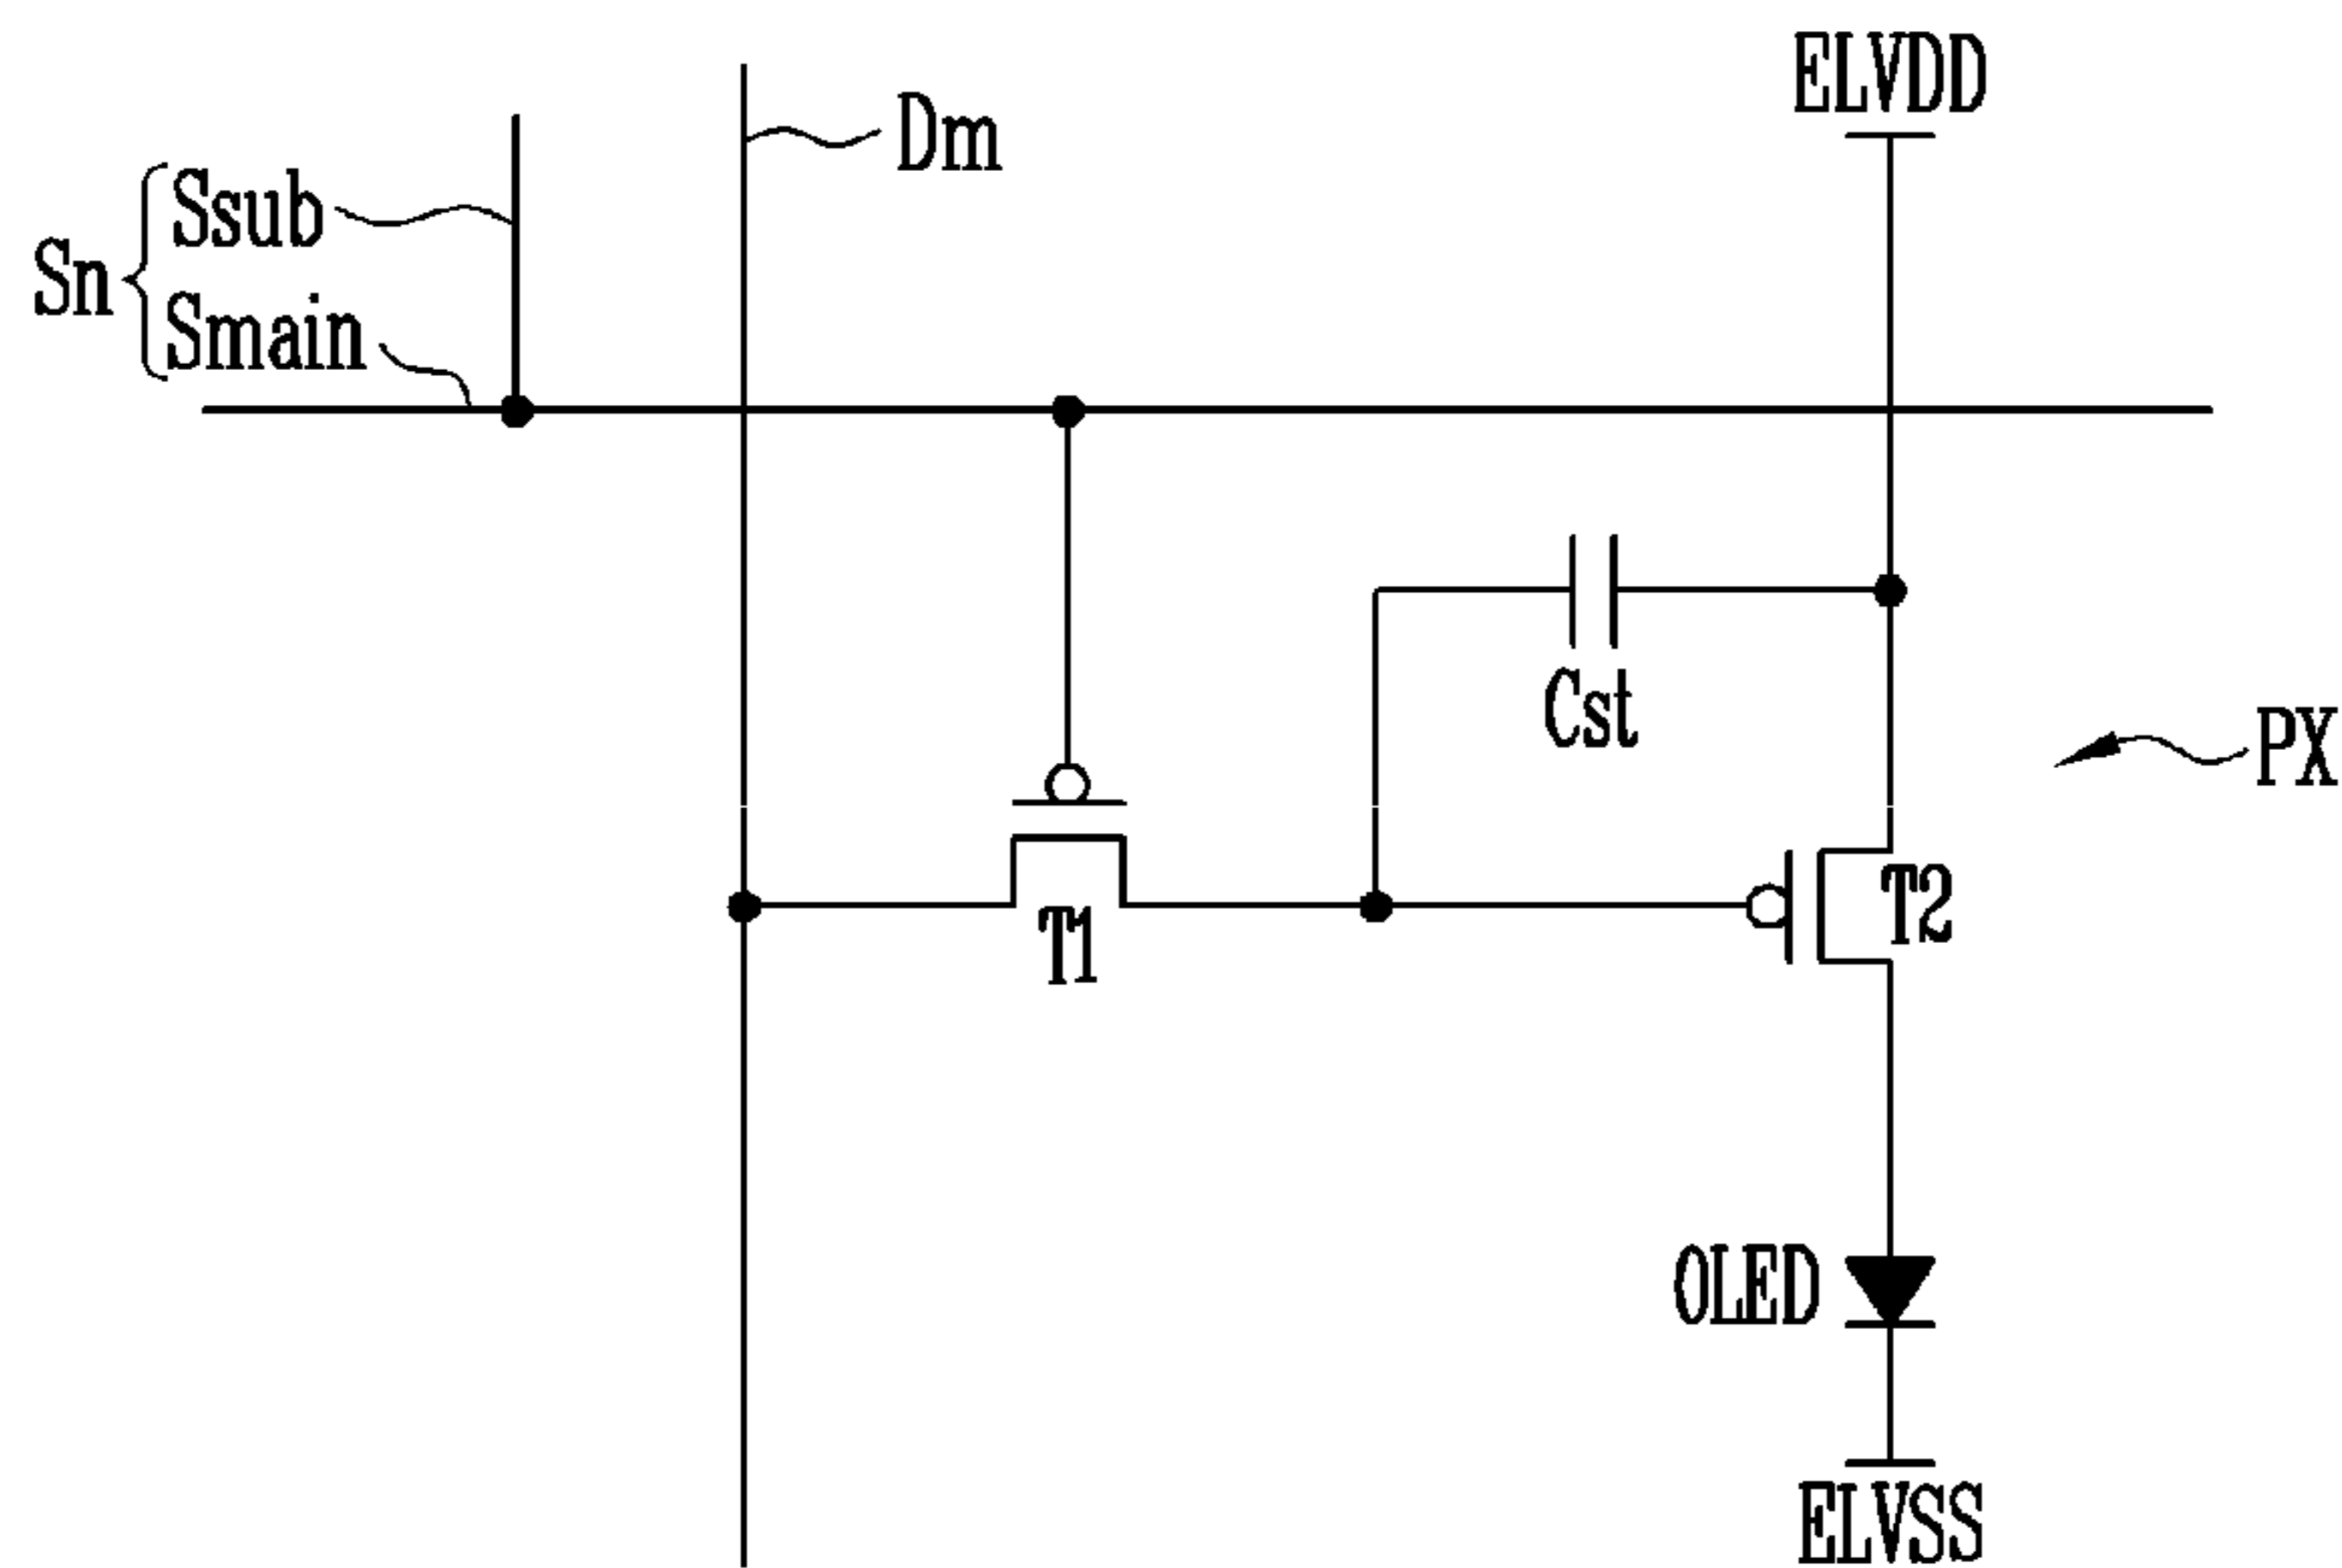 ELVDD
Dm
Ssub
Sn
Smain
Cst
PX
T2
T1
OLED
ELVSS